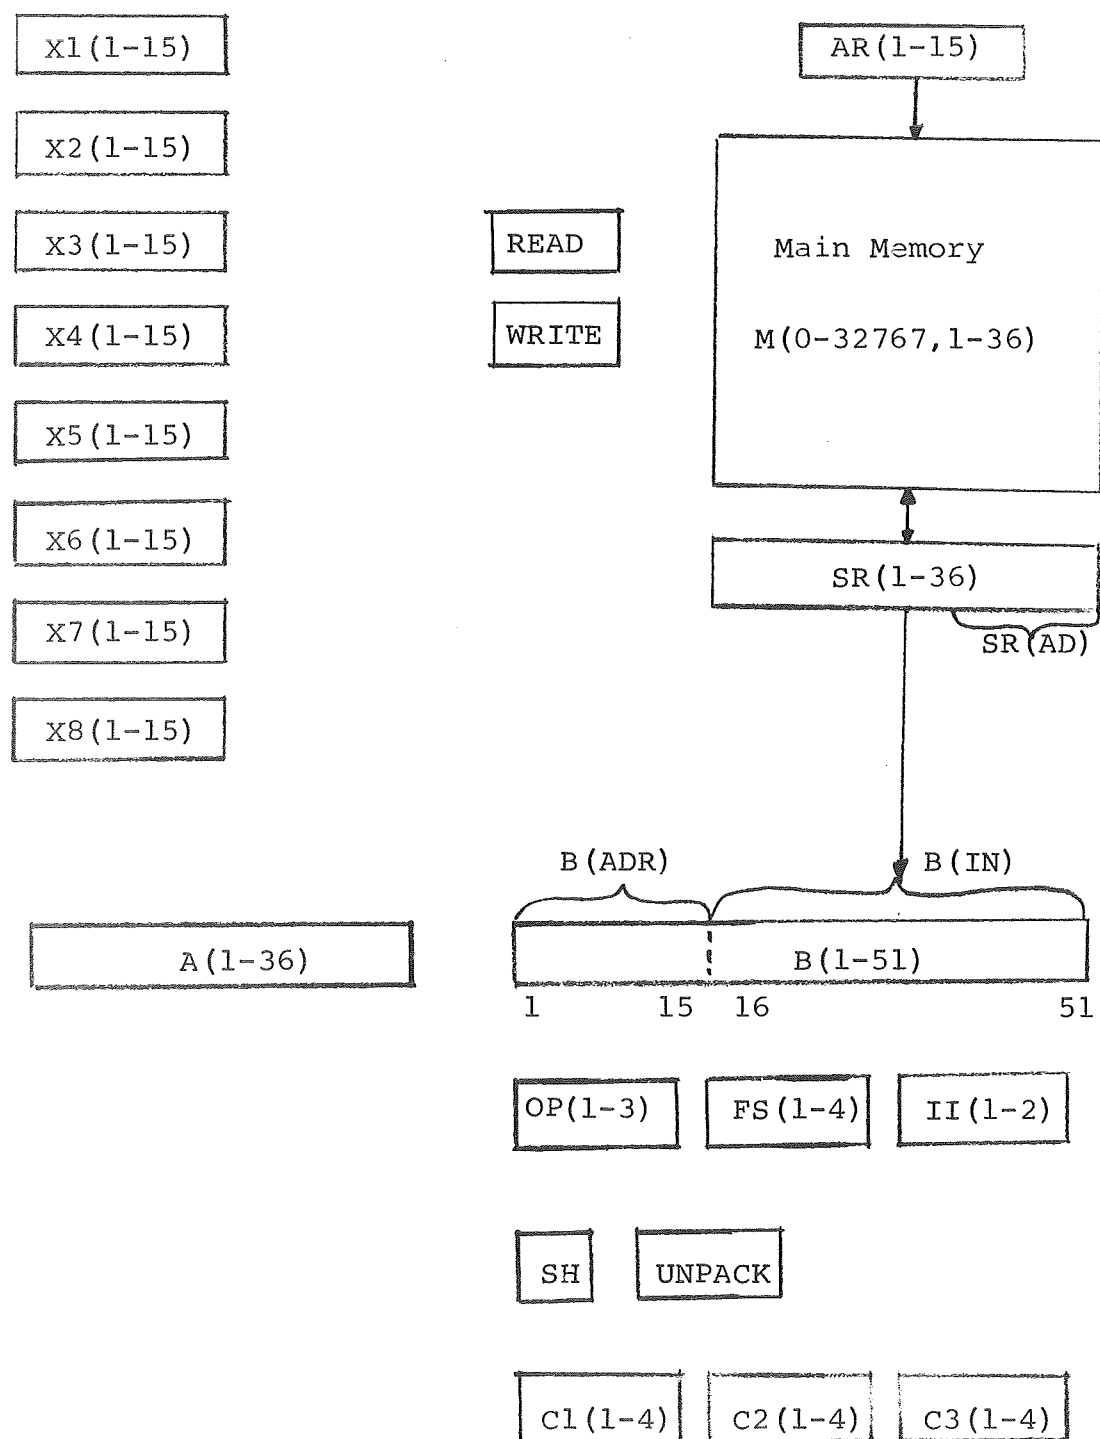 X1(1-15)
AR(1-15)
X2(1-15)
X3(1-15)
READ
Main Memory
X4(1-15)
WRITE
M(0-32767,1-36)
X5(1-15)
X6(1-15)
SR(1-36)
X7(1-15)
SR(AD)
X8(1-15)
B(ADR)
B(IN)
A(1-36)
B(1-51)
1 15 16 51
OP(1-3)
FS(1-4)
II(1-2)
SH
UNPACK
C1(1-4)
C2(1-4)
C3(1-4)